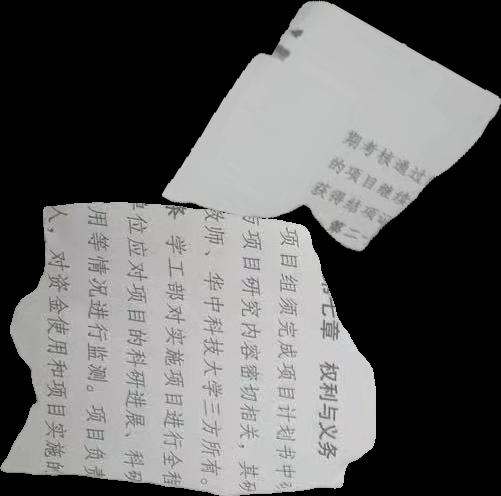 期考核通过
的项目继续
获得结项证
第二
第七章 权利与义务
项目组须完成项目计划书中
与项目研究内容密切相关，其研
教师、华中科技大学三方所有。
条 学工部对实施项目进行全程
单位应对项目的科研进展、科研
用等情况进行监测。项目负责
人，对资金使用和项目实施的